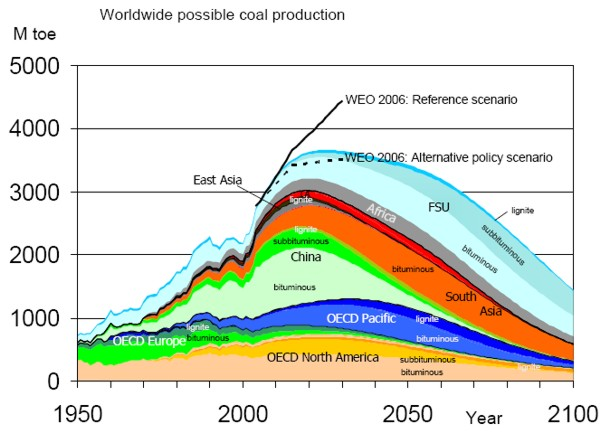 Worldwide possible coal production
M toe
5000
4000
3000
2000
1000
0
WEO 2006: Reference scenario
WEO 2006: Alternative policy scenario
East Asia
lignite
Africa
FSU
lignite
subbituminous
bituminous
lignite
subbituminous
China
bituminous
bituminous
South
Asia
OECD Pacific
lignite
bituminous
lignite
OECD Europe
bituminous
OECD North America
subbituminous
bituminous
lignite
1950
2000
2050
Year
2100